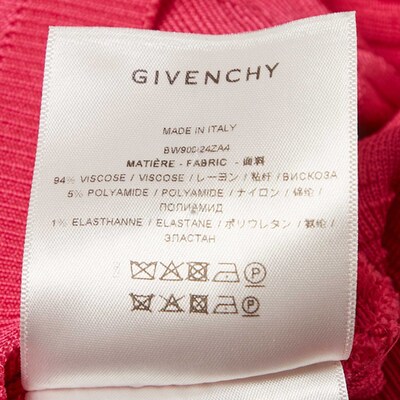 GIVENCHY
MADE IN ITALY
BW900I4ZA4
MATIÈRE - FABRIC - 面料
94% VISCOSE / VISCOSE / レーヨン / 粘纤 / ВИСКОЗА
5% POLYAMIDE / POLYAMIDE / ナイロン / 锦纶 /
ПОЛИАМИД
1% ELASTHANNE / ELASTANE / ポリウレタン / 氨纶 /
ЭЛАСТАН
P
P